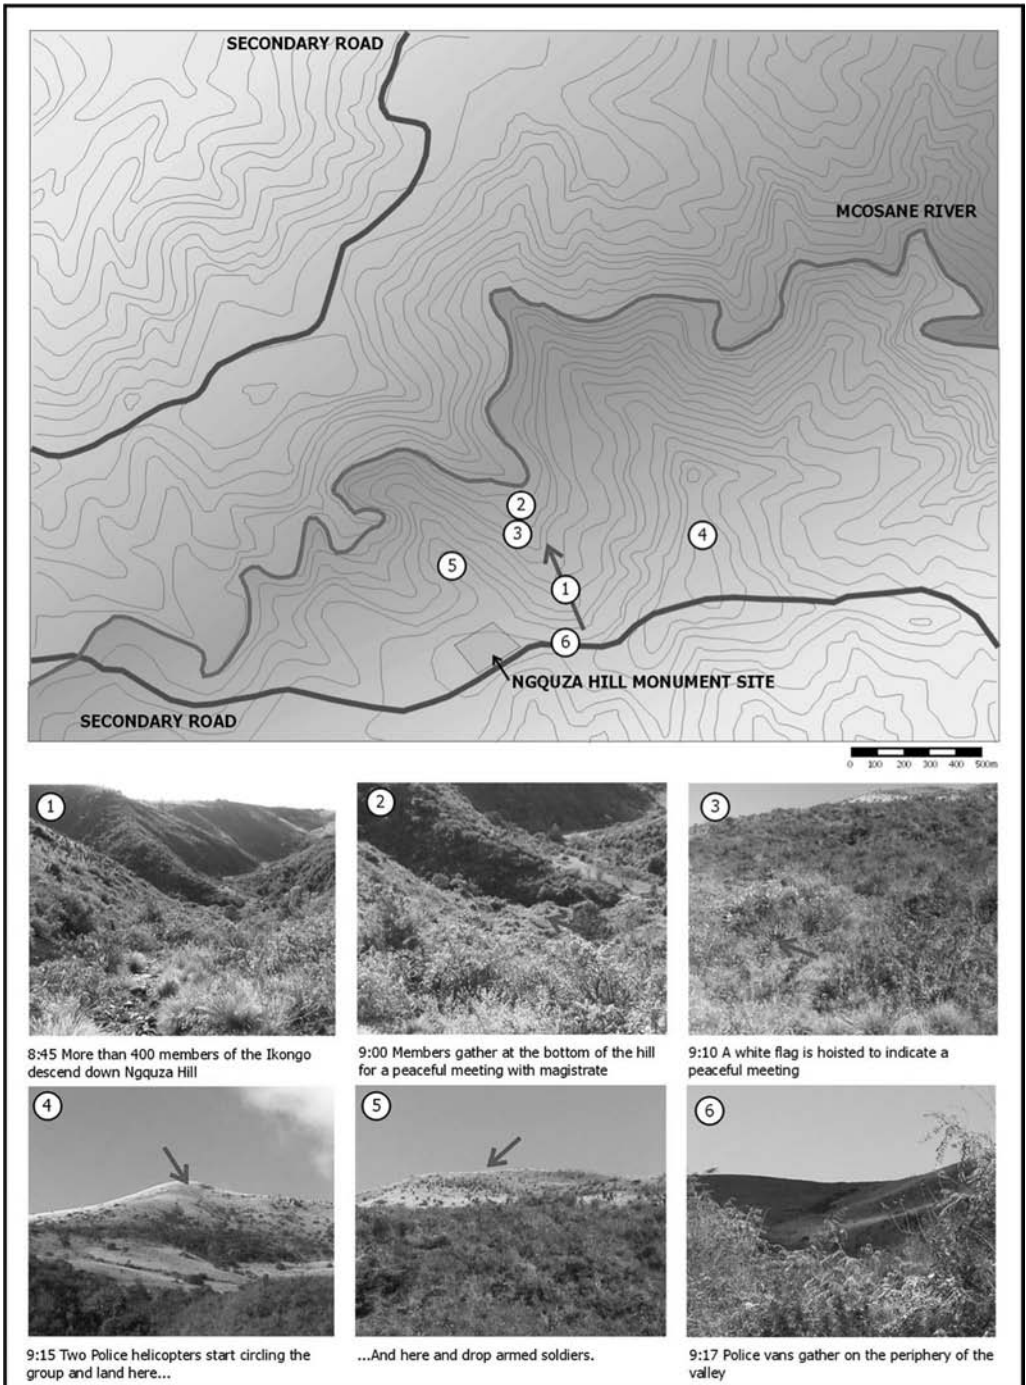 SECONDARY ROAD
MCOSANE RIVER
2
3
4
5
1
6
NGQUZA HILL MONUMENT SITE
SECONDARY ROAD
0 100 200 300 400 500m
1
2
3
8:45 More than 400 members of the Ikongo
descend down Ngquza Hill
9:00 Members gather at the bottom of the hill
for a peaceful meeting with magistrate
9:10 A white flag is hoisted to indicate a
peaceful meeting
4
5
6
9:15 Two Police helicopters start circling the
group and land here...
...And here and drop armed soldiers.
9:17 Police vans gather on the periphery of the
valley